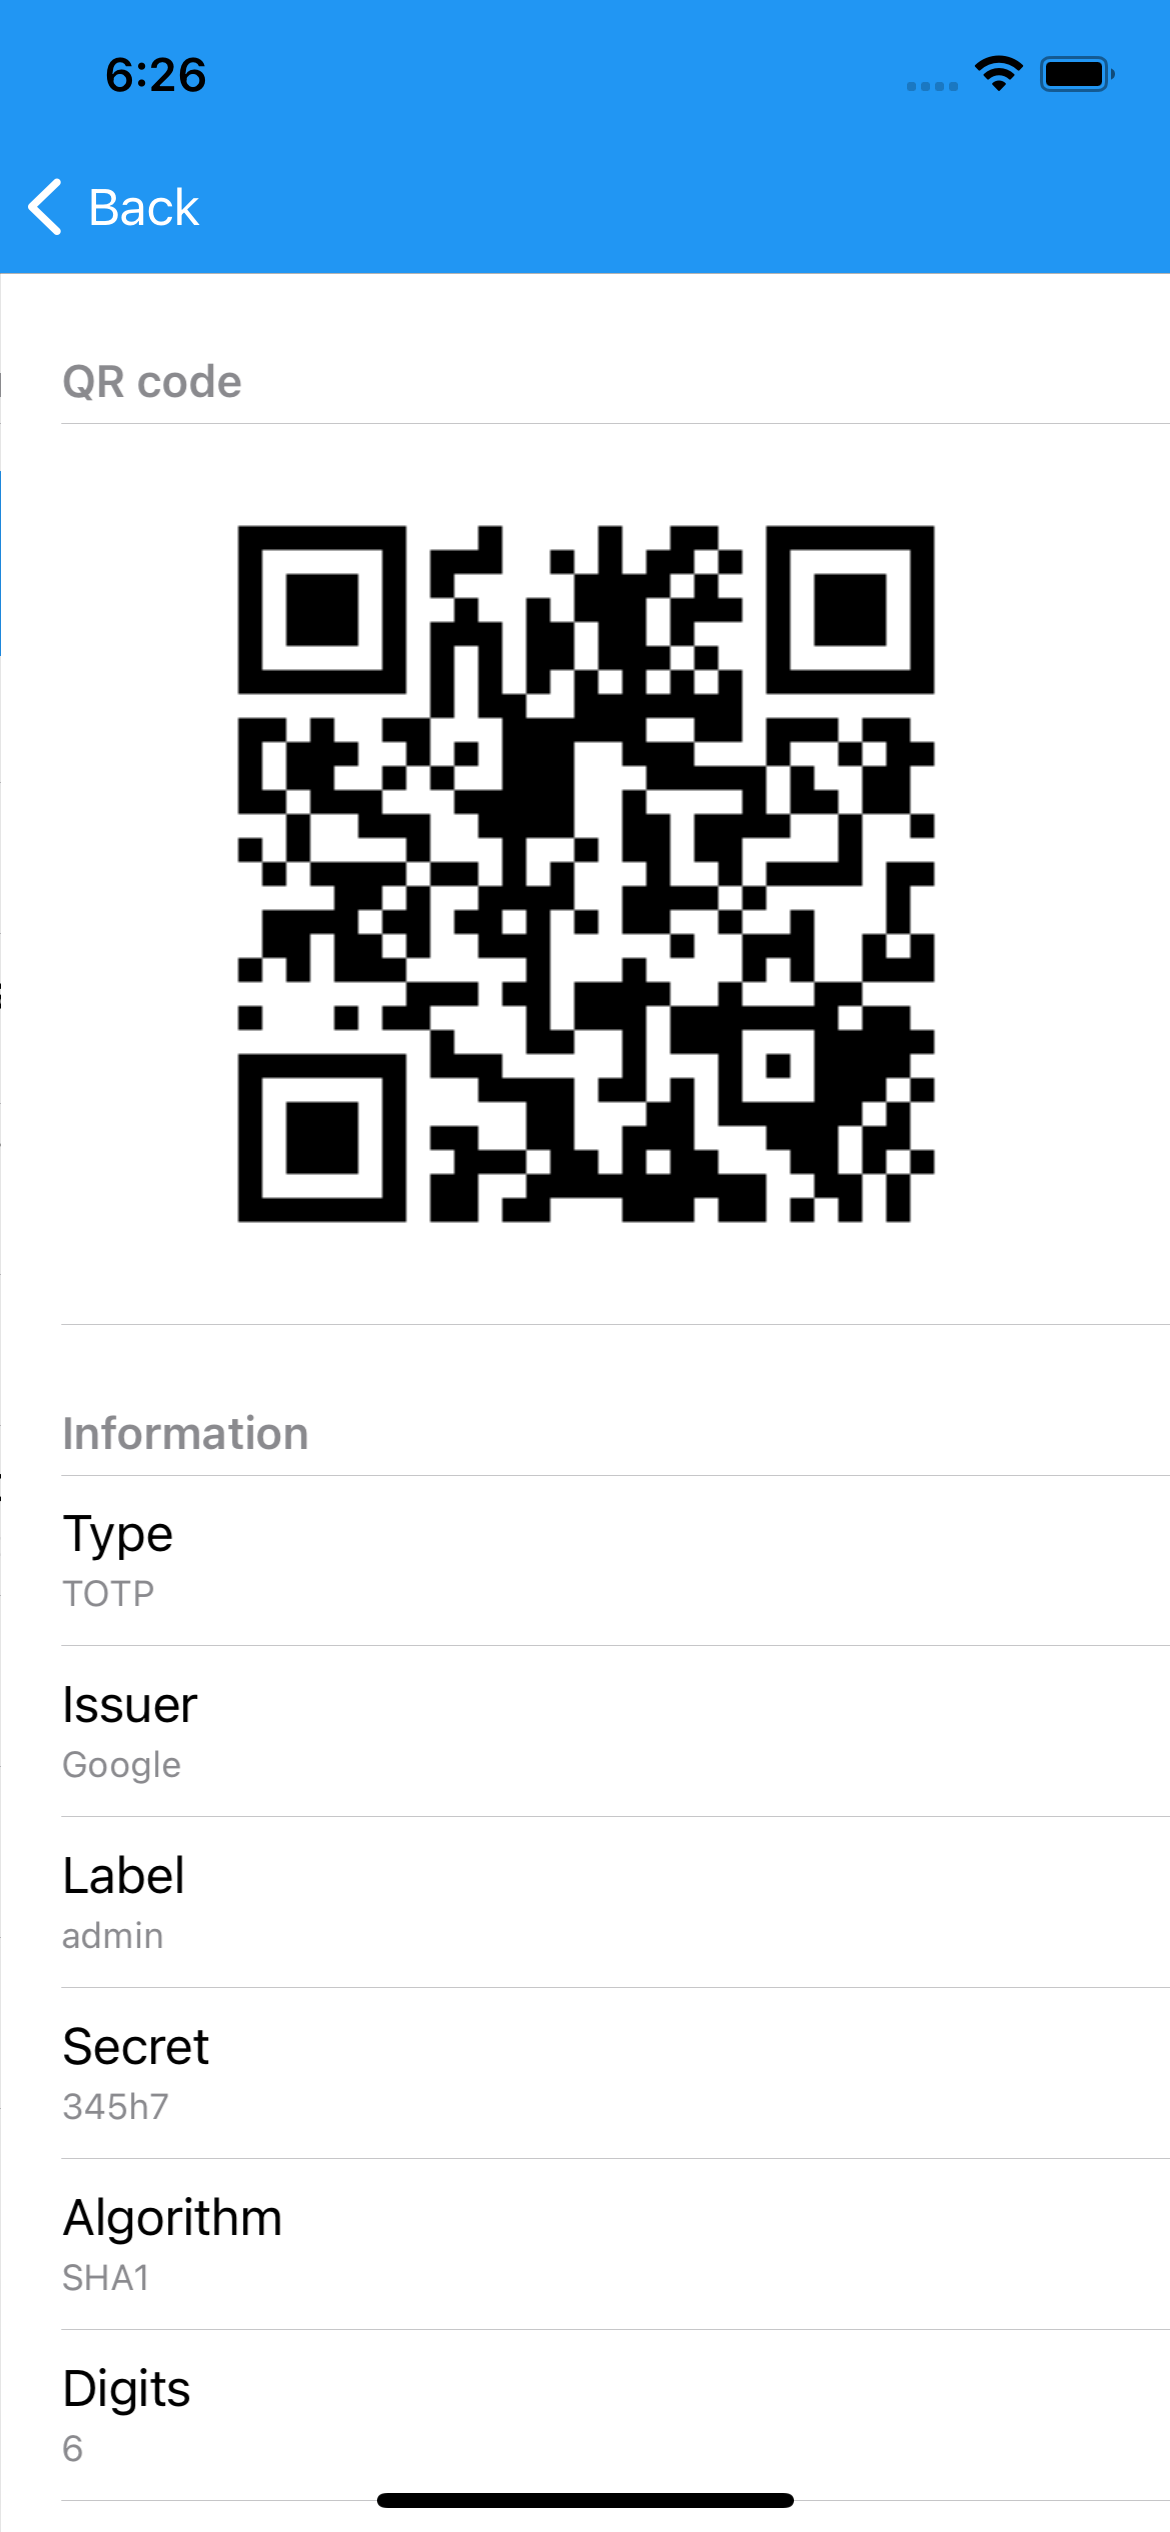 6:26
Back
QR code
Information
Type
TOTP
Issuer
Google
Label
admin
Secret
345h7
Algorithm
SHA1
Digits
6